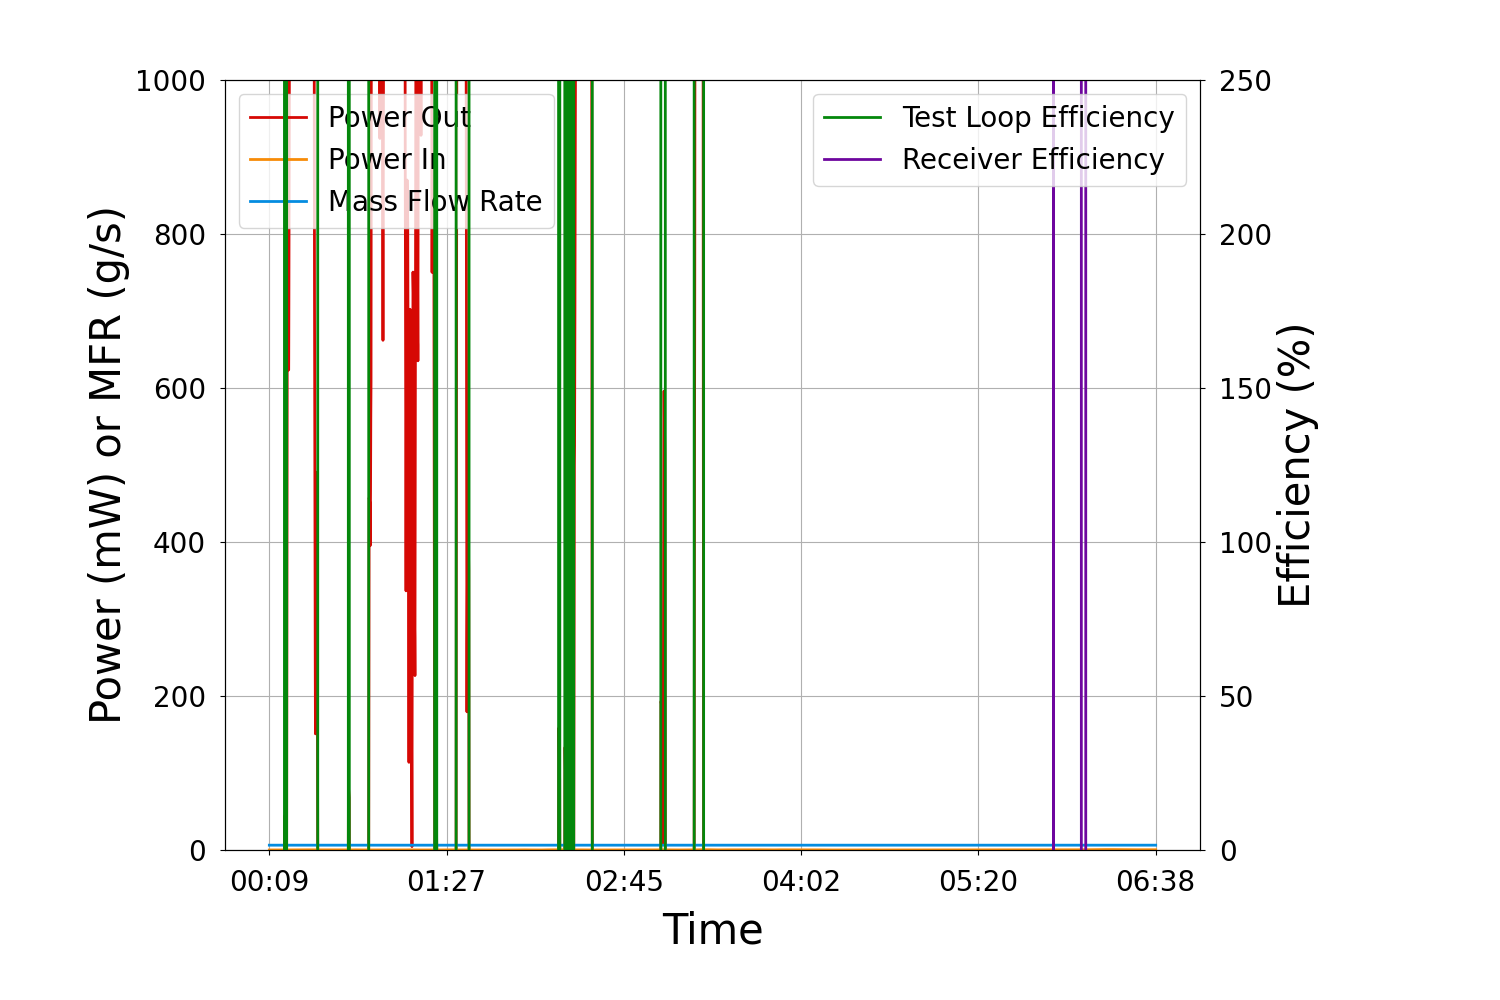 1000
800
600
400
200
0
Power (mW) or MFR (g/s)
Power Out
Power In
Mass Flow Rate
Test Loop Efficiency
Receiver Efficiency
250
200
150
100
50
0
Efficiency (%)
00:09 01:27 02:45 04:02 05:20 06:38
Time